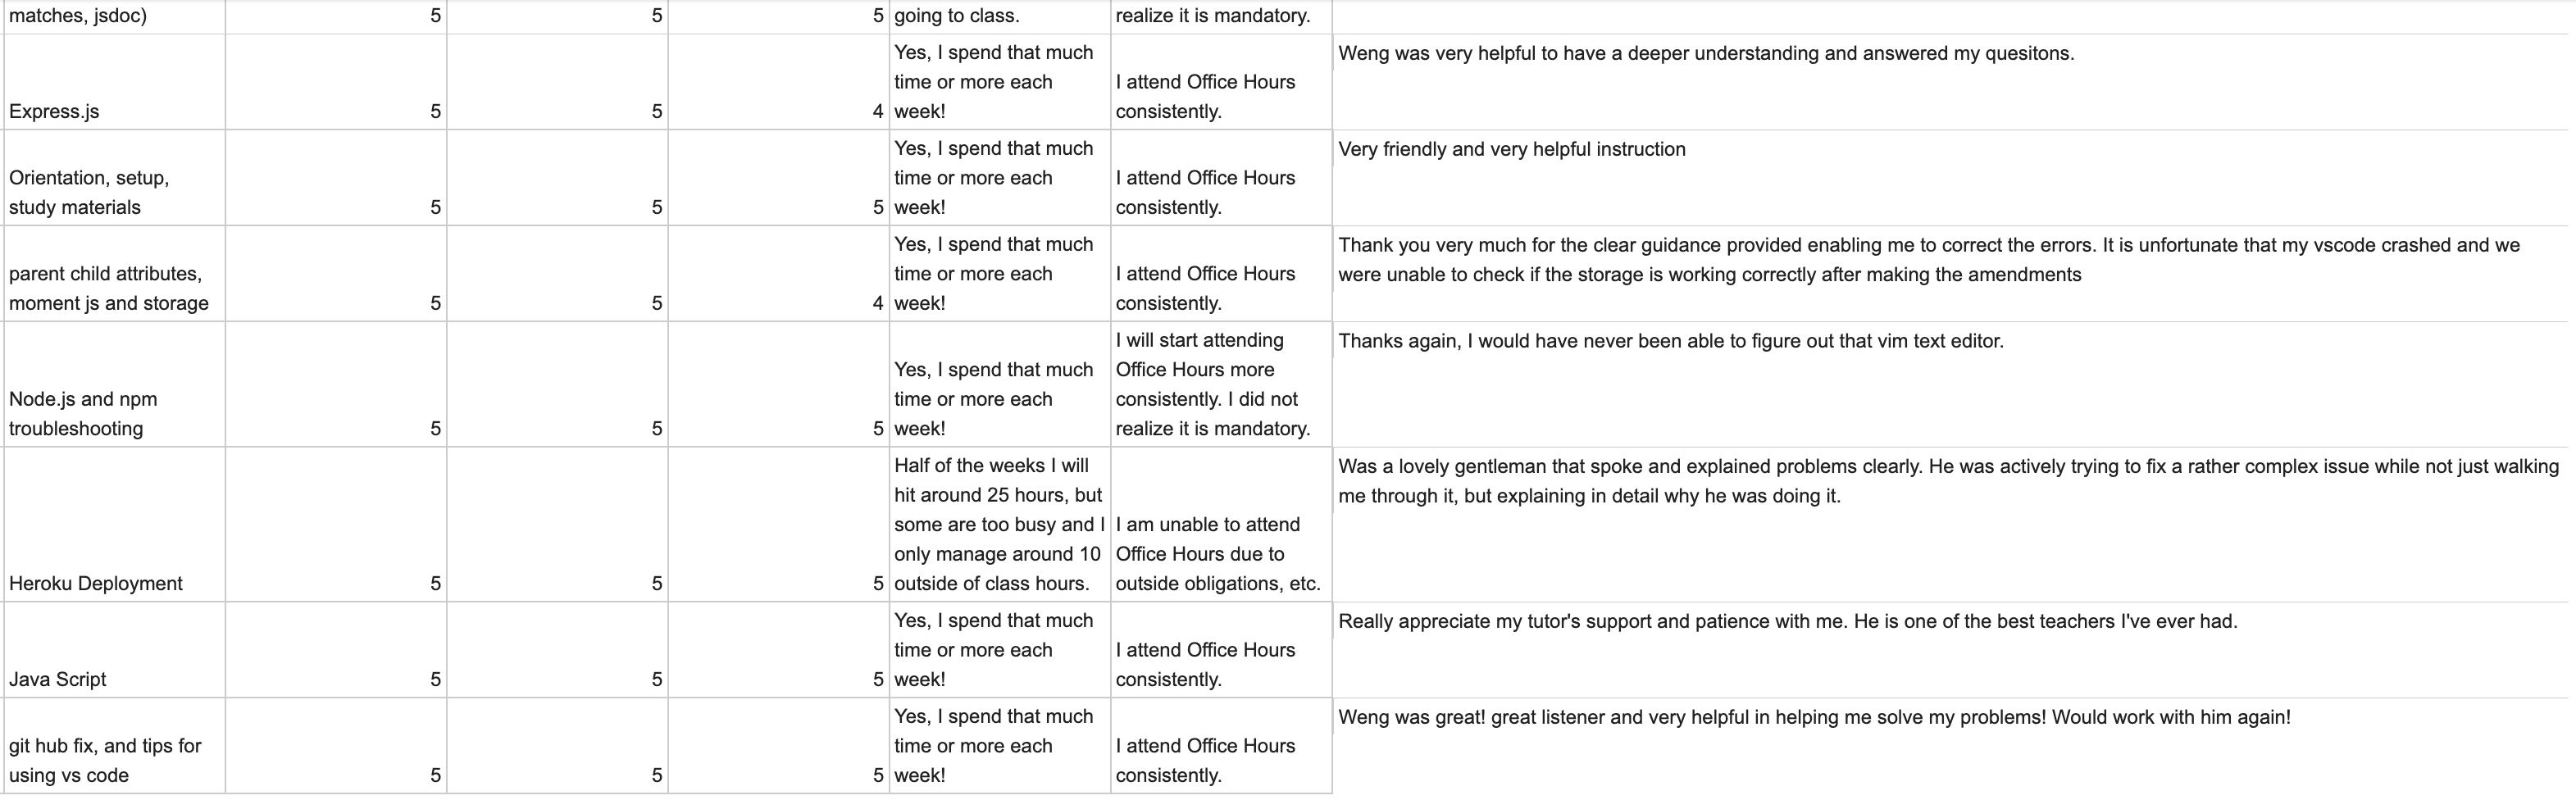 matches, jsdoc) 5 5 5 going to class. realize it is mandatory.
Express.js 5 5 4
Yes, I spend that much
time or more each
week!
I attend Office Hours
consistently.
Weng was very helpful to have a deeper understanding and answered my quesitons.
Orientation, setup,
study materials 5 5 5
Yes, I spend that much
time or more each
week!
I attend Office Hours
consistently.
Very friendly and very helpful instruction
parent child attributes,
moment js and storage 5 5 4
Yes, I spend that much
time or more each
week!
I attend Office Hours
consistently.
Thank you very much for the clear guidance provided enabling me to correct the errors. It is unfortunate that my vscode crashed and we
were unable to check if the storage is working correctly after making the amendments
Node.js and npm
troubleshooting 5 5 5
Yes, I spend that much
time or more each
week!
I will start attending
Office Hours more
consistently. I did not
realize it is mandatory.
Thanks again, I would have never been able to figure out that vim text editor.
Heroku Deployment 5 5 5
Half of the weeks I will
hit around 25 hours, but
some are too busy and I
only manage around 10
outside of class hours.
I am unable to attend
Office Hours due to
outside obligations, etc.
Was a lovely gentleman that spoke and explained problems clearly. He was actively trying to fix a rather complex issue while not just walking
me through it, but explaining in detail why he was doing it.
Java Script 5 5 5
Yes, I spend that much
time or more each
week!
I attend Office Hours
consistently.
Really appreciate my tutor's support and patience with me. He is one of the best teachers I've ever had.
git hub fix, and tips for
using vs code 5 5 5
Yes, I spend that much
time or more each
week!
I attend Office Hours
consistently.
Weng was great! great listener and very helpful in helping me solve my problems! Would work with him again!